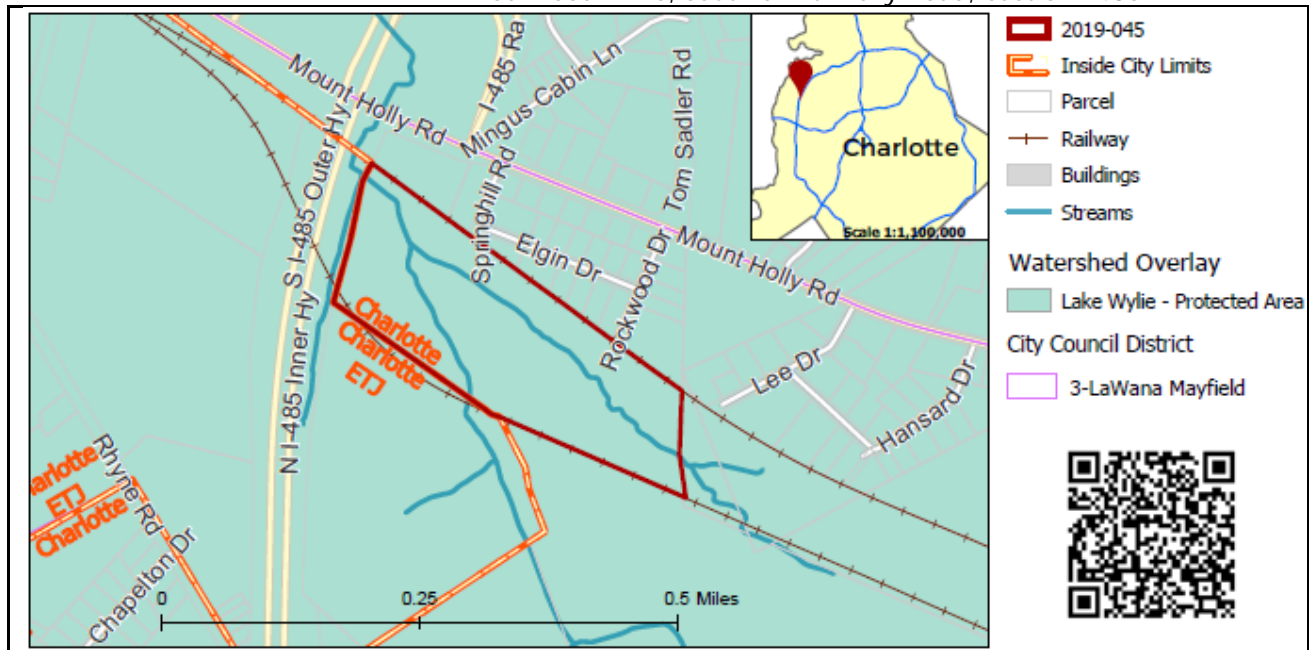 Mount Holly Rd
I-485 Ra
Mingus Cabin Ln
Tom Sadler Rd
S I-485 Outer Hy
Springhill Rd
Elgin Dr
Mount Holly Rd
Rockwood Dr
N I-485 Inner Hy
Charlotte
Charlotte
ETJ
Lee Dr
Hansard Dr
Rhyne Rd
Charlotte
Chapelton Dr
ETJ
0
0.25
0.5 Miles
Charlotte
Scale 1:1,100,000
2019-045
Inside City Limits
Parcel
Railway
Buildings
Streams
Watershed Overlay
Lake Wylie - Protected Area
City Council District
3-LaWana Mayfield